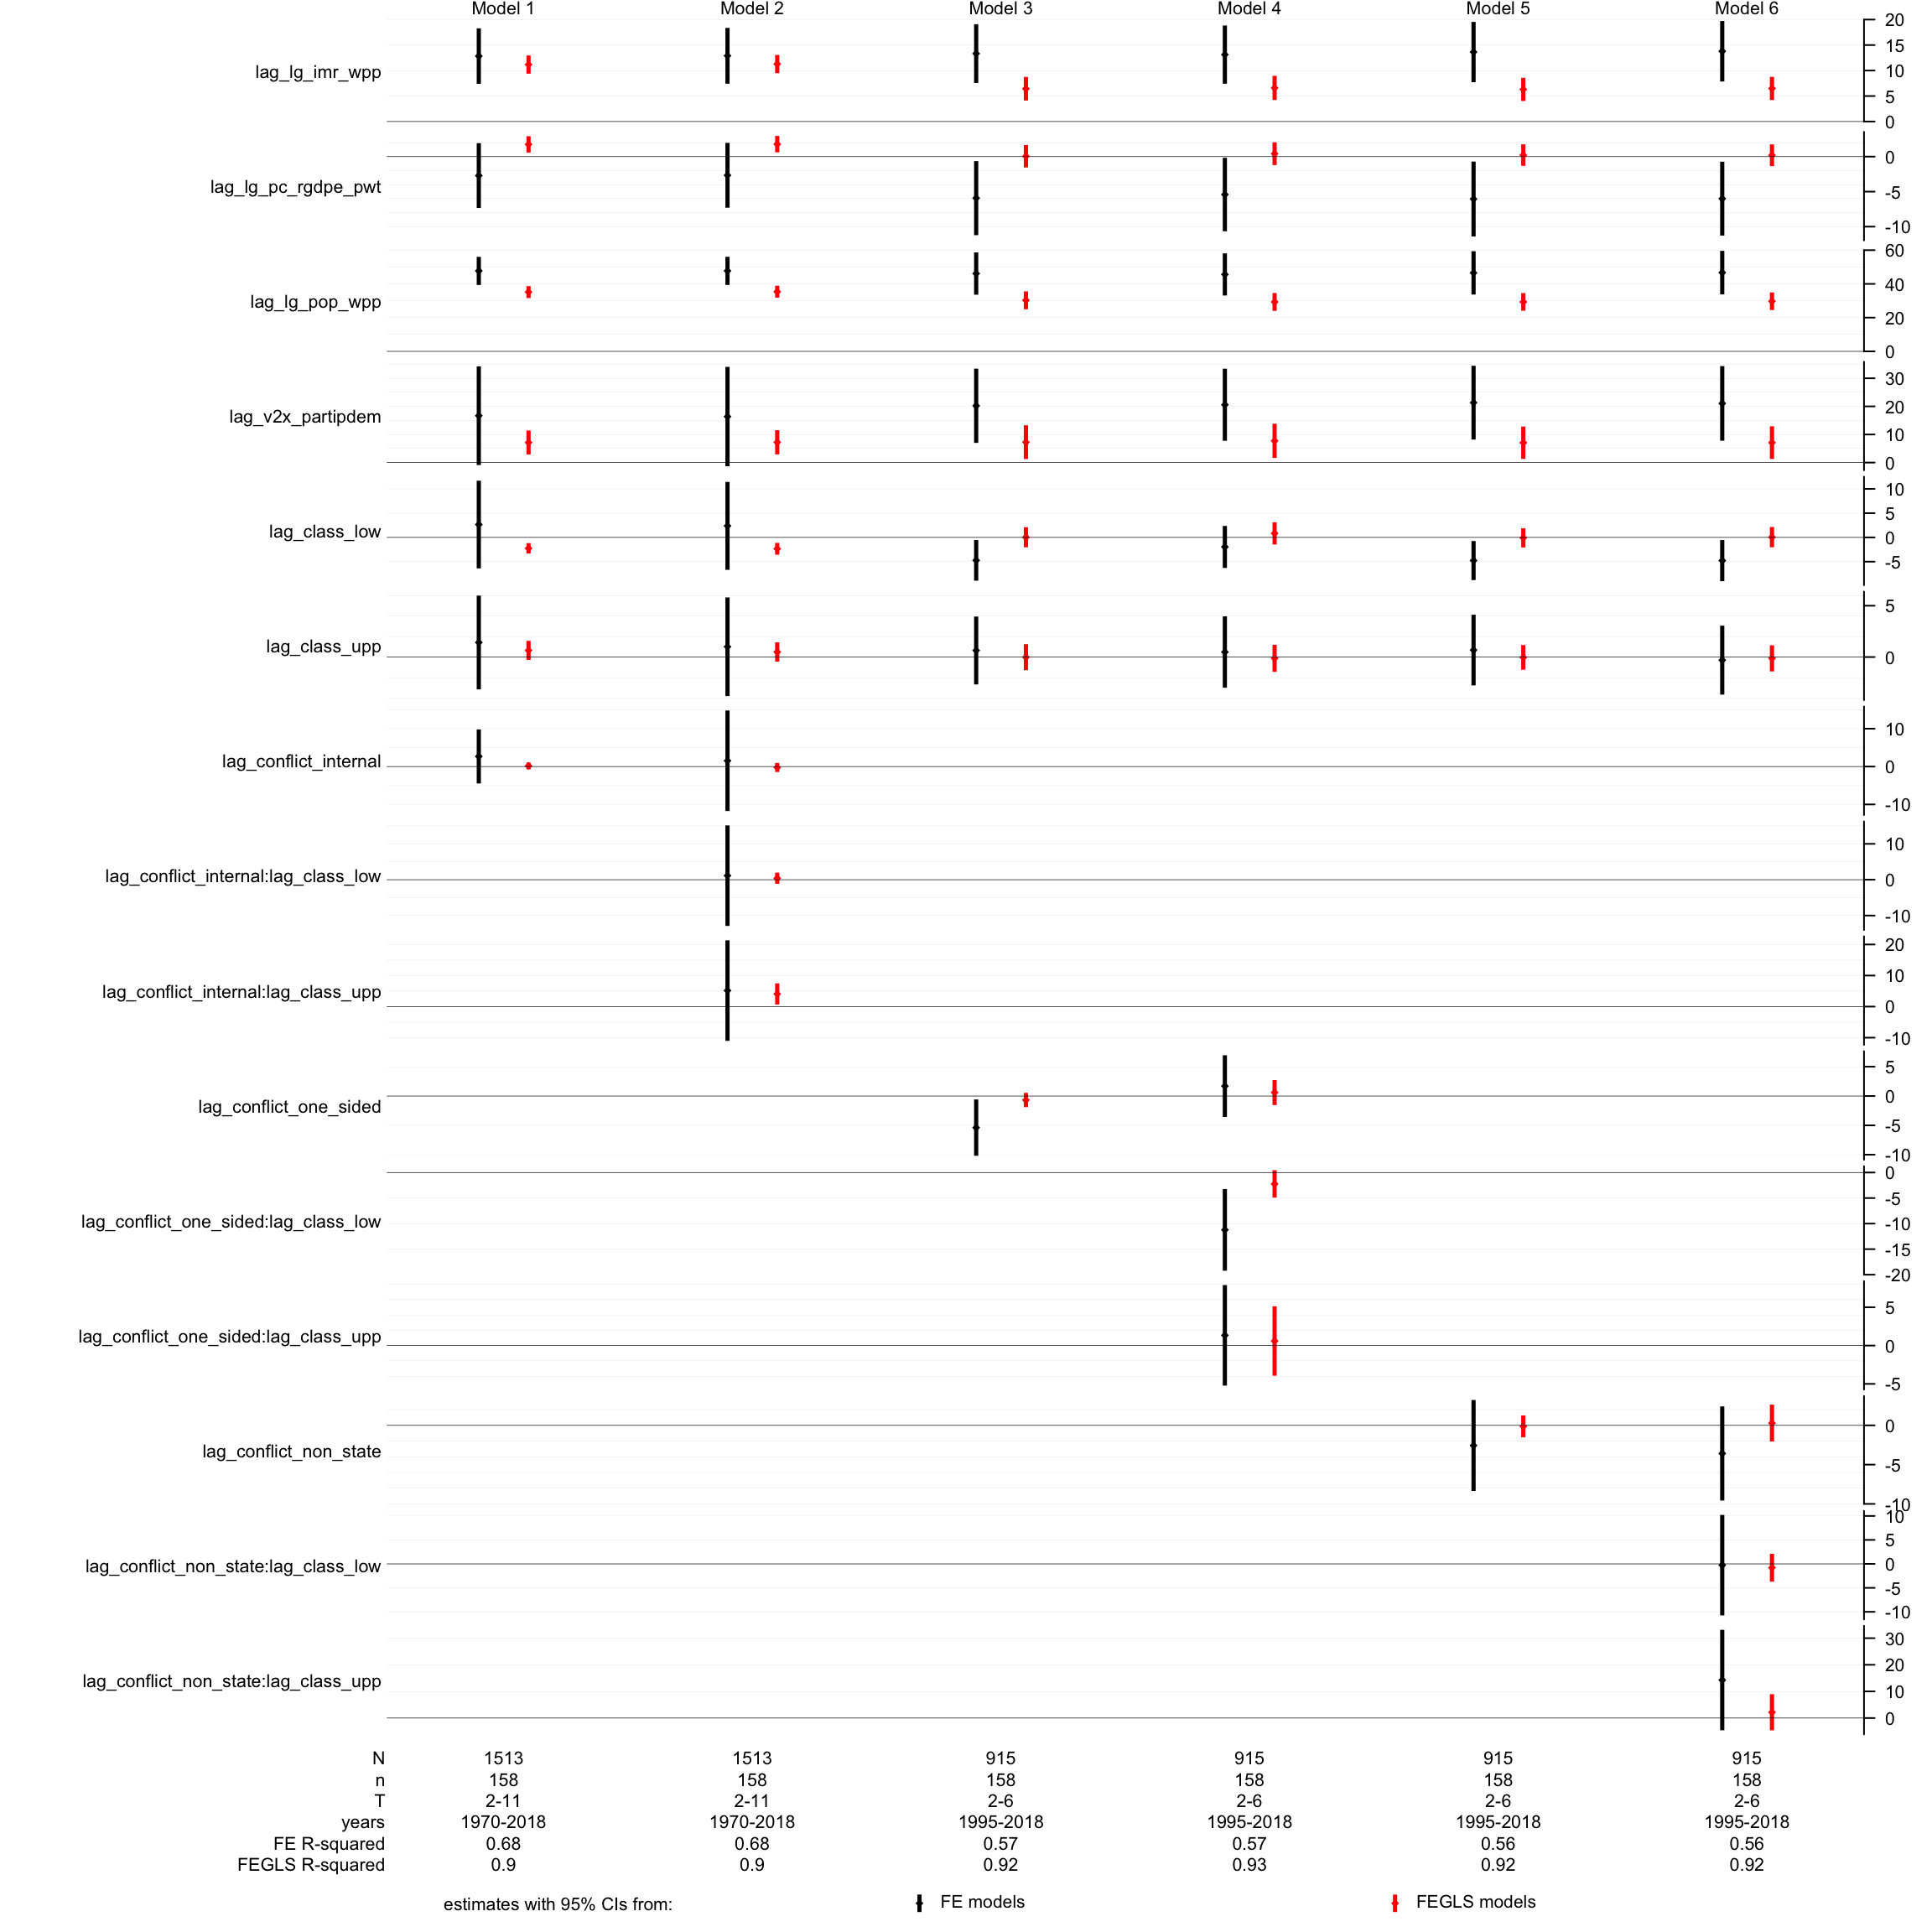 Model 1 Model 2 Model 3 Model 4 Model 5 Model 6
lag_lg_imr_wpp
20
15
10
5
0
lag_lg_pc_rgdpe_pwt
0
-5
-10
lag_lg_pop_wpp
60
40
20
0
lag_v2x_partipdem
30
20
10
0
lag_class_low
10
5
0
-5
lag_class_upp
5
0
lag_conflict_internal
10
0
-10
lag_conflict_internal:lag_class_low
10
0
-10
lag_conflict_internal:lag_class_upp
20
10
0
-10
lag_conflict_one_sided
5
0
-5
-10
lag_conflict_one_sided:lag_class_low
0
-5
-10
-15
-20
lag_conflict_one_sided:lag_class_upp
5
0
-5
lag_conflict_non_state
0
-5
-10
lag_conflict_non_state:lag_class_low
10
5
0
-5
-10
lag_conflict_non_state:lag_class_upp
30
20
10
0
N 1513 1513 915 915 915 915
n 158 158 158 158 158 158
T 2-11 2-11 2-6 2-6 2-6 2-6
years 1970-2018 1970-2018 1995-2018 1995-2018 1995-2018 1995-2018
FE R-squared 0.68 0.68 0.57 0.57 0.56 0.56
FEGLS R-squared 0.9 0.9 0.92 0.93 0.92 0.92
estimates with 95% CIs from: FE models FEGLS models